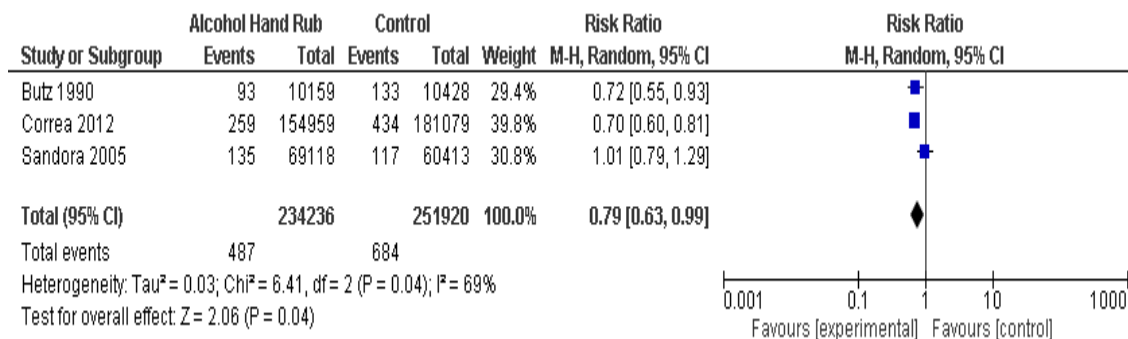 Alcohol Hand Rub Control Risk Ratio Risk Ratio
Study or Subgroup Events Total Events Total Weight M-H, Random, 95% CI M-H, Random, 95% CI
Butz 1990 93 10159 133 10428 29.4% 0.72 [0.55, 0.93]
Correa 2012 259 154959 434 181079 39.8% 0.70 [0.60, 0.81]
Sandora 2005 135 69118 117 60413 30.8% 1.01 [0.79, 1.29]
Total (95% CI) 234236 251920 100.0% 0.79 [0.63, 0.99]
Total events 487 684
Heterogeneity: Tau² = 0.03; Chi² = 6.41, df = 2 (P = 0.04); I² = 69%
Test for overall effect: Z = 2.06 (P = 0.04)
0.001 0.1 1 10 1000
Favours [experimental] Favours [control]